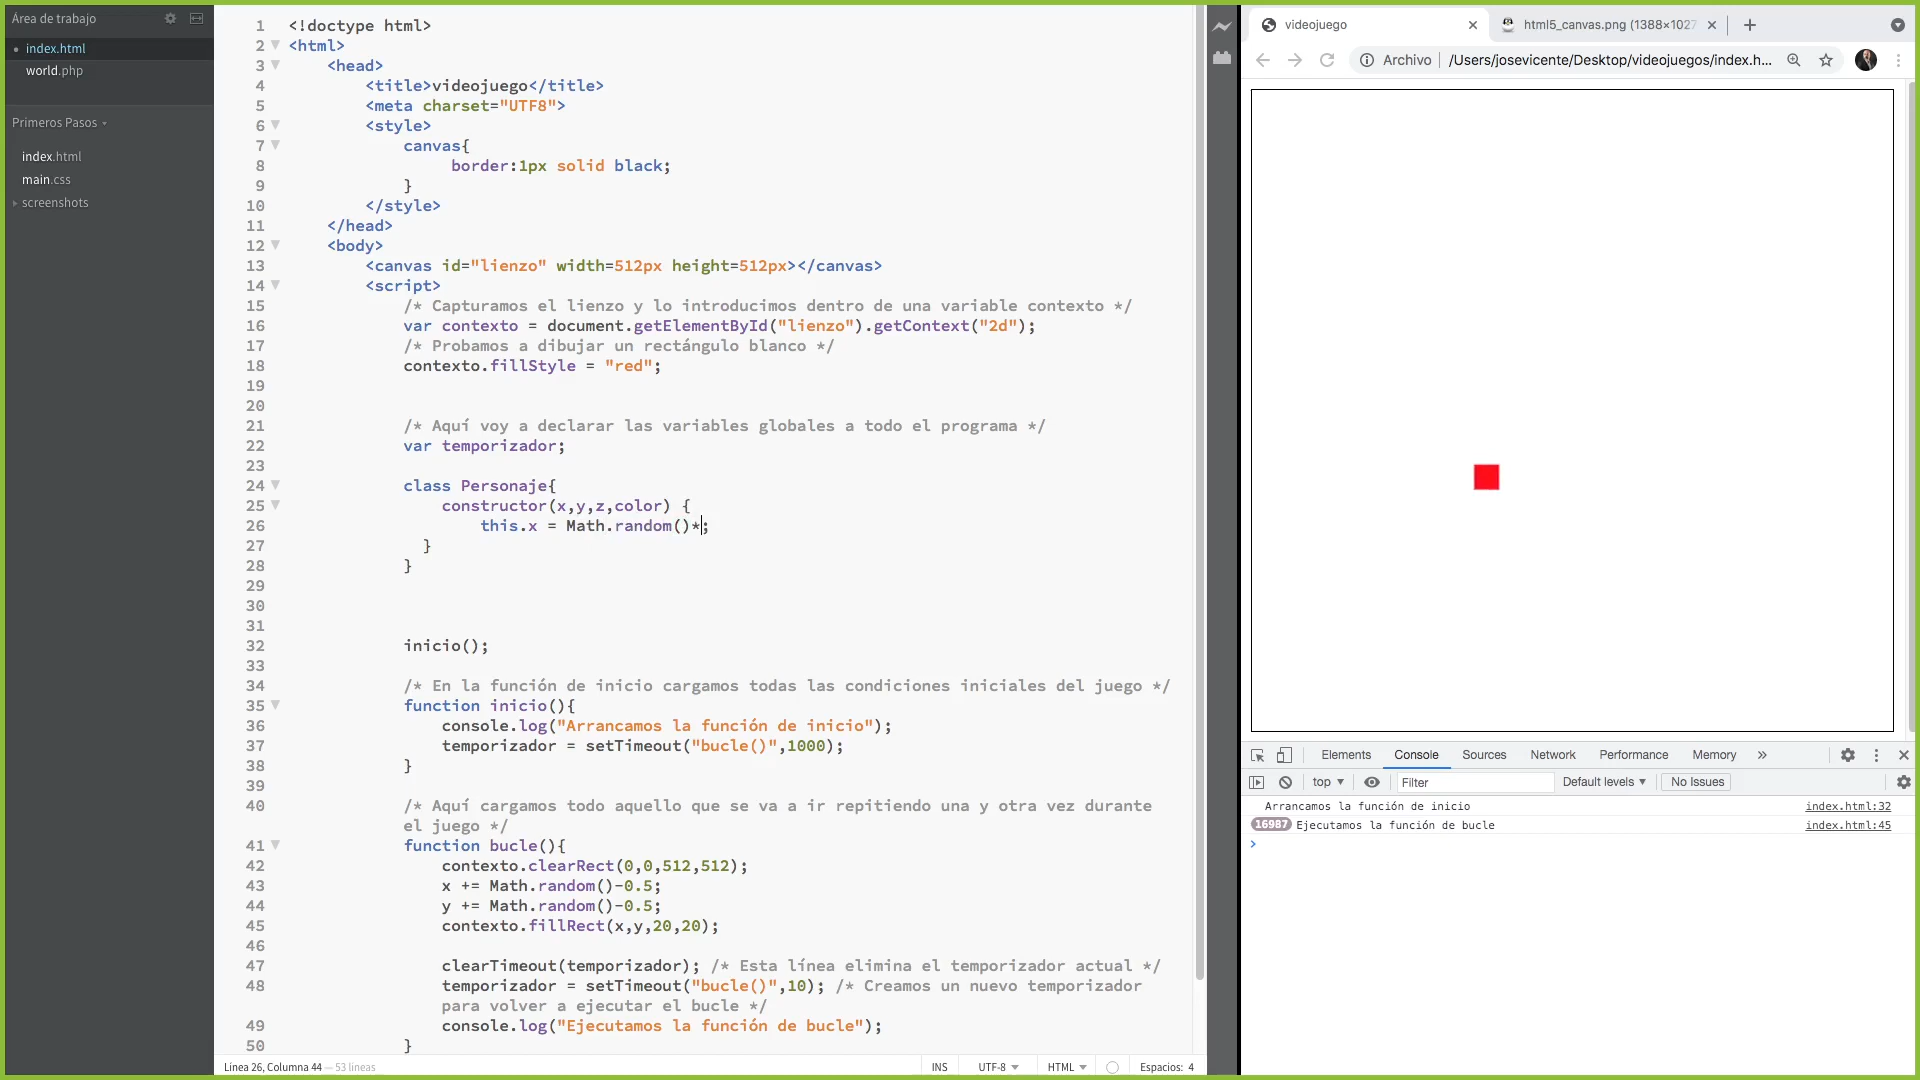 Área de trabajo
index.html
world.php
Primeros Pasos
index.html
main.css
screenshots
1 <!doctype html>
2 <html>
3 <head>
4 <title>videojuego</title>
5 <meta charset="UTF8">
6 <style>
7 canvas{
8 border:1px solid black;
9 }
10 </style>
11 </head>
12 <body>
13 <canvas id="lienzo" width=512px height=512px></canvas>
14 <script>
15 /* Capturamos el lienzo y lo introducimos dentro de una variable contexto */
16 var contexto = document.getElementById("lienzo").getContext("2d");
17 /* Probamos a dibujar un rectángulo blanco */
18 contexto.fillStyle = "red";
19
20
21 /* Aquí voy a declarar las variables globales a todo el programa */
22 var temporizador;
23
24 class Personaje{
25 constructor(x,y,z,color) {
26 this.x = Math.random()*;
27 }
28 }
29
30
31
32 inicio();
33
34 /* En la función de inicio cargamos todas las condiciones iniciales del juego */
35 function inicio(){
36 console.log("Arrancamos la función de inicio");
37 temporizador = setTimeout("bucle()",1000);
38 }
39
40 /* Aquí cargamos todo aquello que se va a ir repitiendo una y otra vez durante
el juego */
41 function bucle(){
42 contexto.clearRect(0,0,512,512);
43 x += Math.random()-0.5;
44 y += Math.random()-0.5;
45 contexto.fillRect(x,y,20,20);
46
47 clearTimeout(temporizador); /* Esta línea elimina el temporizador actual */
48 temporizador = setTimeout("bucle()",10); /* Creamos un nuevo temporizador
para volver a ejecutar el bucle */
49 console.log("Ejecutamos la función de bucle");
50 }
Línea 26, Columna 44 — 53 líneas
INS UTF-8 HTML Espacios: 4
videojuego
html5_canvas.png (1388×1027
Archivo /Users/josevicente/Desktop/videojuegos/index.h...
Elements Console Sources Network Performance Memory »
top Filter Default levels No Issues
Arrancamos la función de inicio index.html:32
16987 Ejecutamos la función de bucle index.html:45
>